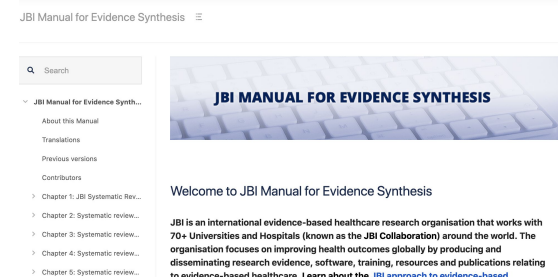 JBI Manual for Evidence Synthesis
Search
JBI Manual for Evidence Synth...
About this Manual
Translations
Previous versions
Contributors
Chapter 1: JBI Systematic Rev...
Chapter 2: Systematic review...
Chapter 3: Systematic review...
Chapter 4: Systematic review...
Chapter 5: Systematic review...
JBI MANUAL FOR EVIDENCE SYNTHESIS
Welcome to JBI Manual for Evidence Synthesis
JBI is an international evidence-based healthcare research organisation that works with
70+ Universities and Hospitals (known as the JBI Collaboration) around the world. The
organisation focuses on improving health outcomes globally by producing and
disseminating research evidence, software, training, resources and publications relating
to evidence-based healthcare. Learn about the JBI approach to evidence-based